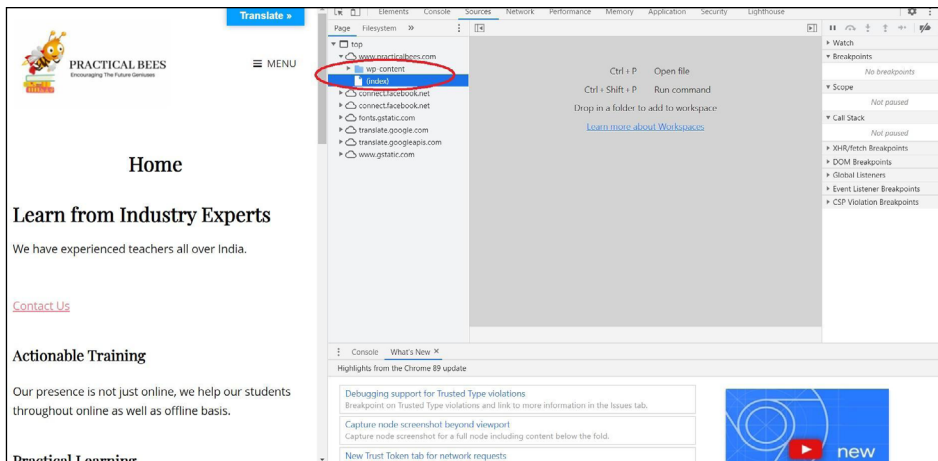 Translate »
PRACTICAL BEES
Encouraging The Future Geniuses
MENU
Home
Learn from Industry Experts
We have experienced teachers all over India.
Contact Us
Actionable Training
Our presence is not just online, we help our students
throughout online as well as offline basis.
Practical Learning
Elements Console Sources Network Performance Memory Application Security Lighthouse
Page Filesystem »
top
www.practicalbees.com
wp-content
(index)
connect.facebook.net
connect.facebook.net
fonts.gstatic.com
translate.google.com
translate.googleapis.com
www.gstatic.com
Ctrl + P Open file
Ctrl + Shift + P Run command
Drop in a folder to add to workspace
Learn more about Workspaces
Watch
Breakpoints
No breakpoints
Scope
Not paused
Call Stack
Not paused
XHR/fetch Breakpoints
DOM Breakpoints
Global Listeners
Event Listener Breakpoints
CSP Violation Breakpoints
Console What's New ×
Highlights from the Chrome 89 update
Debugging support for Trusted Type violations
Breakpoint on Trusted Type violations and link to more information in the Issues tab.
Capture node screenshot beyond viewport
Capture node screenshot for a full node including content below the fold.
New Trust Token tab for network requests
new